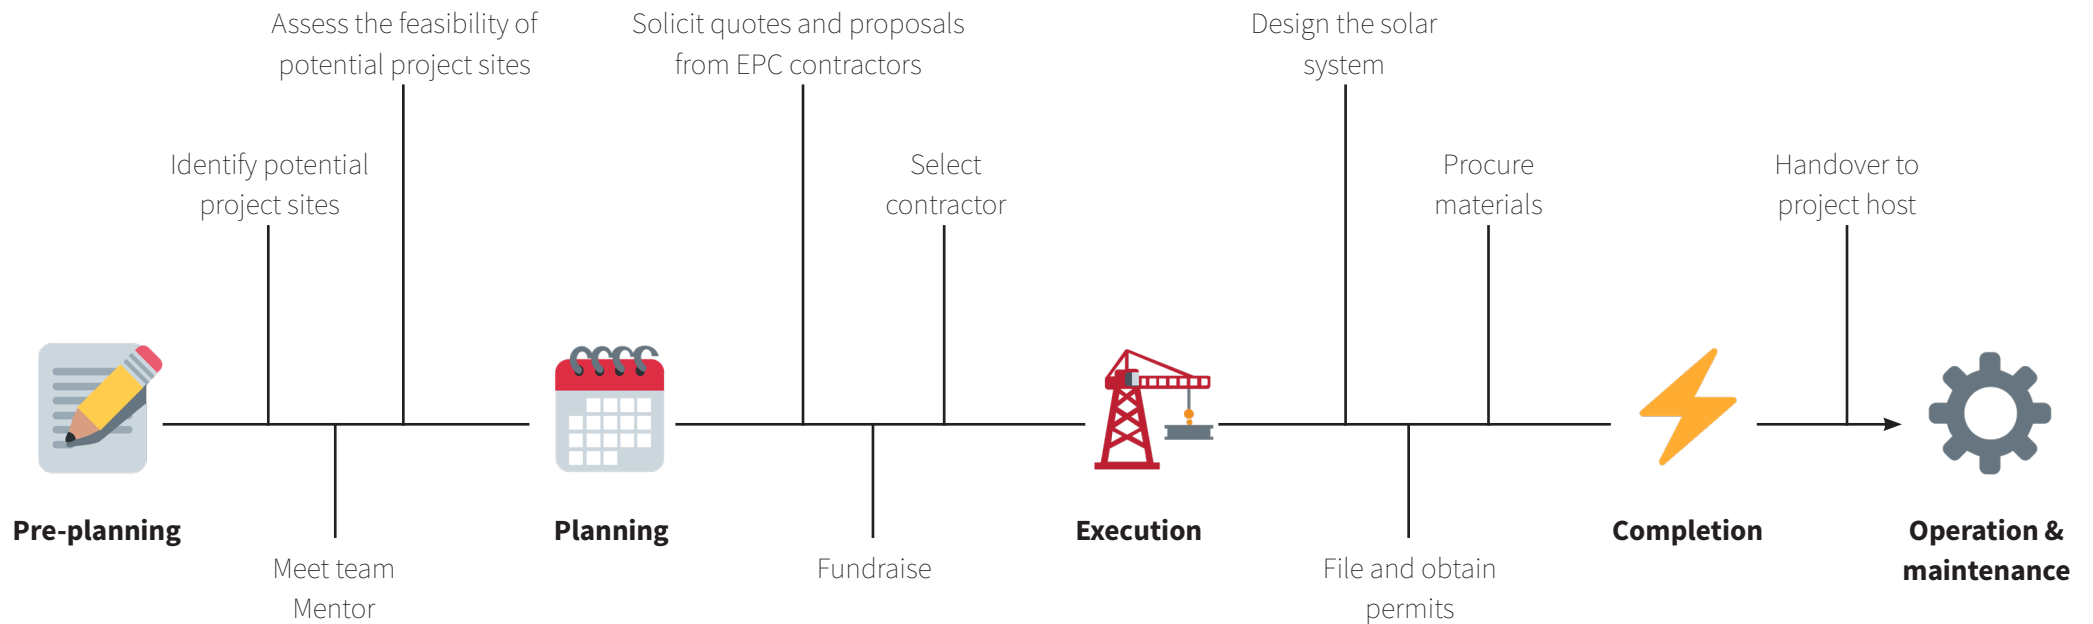 Assess the feasibility of
potential project sites
Solicit quotes and proposals
from EPC contractors
Design the solar
system
Identify potential
project sites
Select
contractor
Procure
materials
Handover to
project host
Pre-planning
Planning
Execution
Completion
Operation &
maintenance
Meet team
Mentor
Fundraise
File and obtain
permits